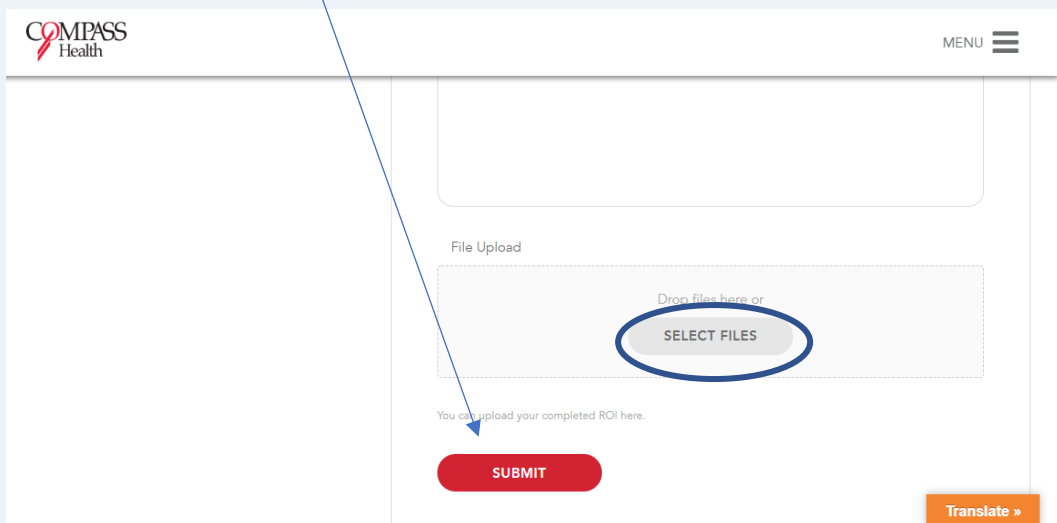 COMPASS
Health
MENU
File Upload
Drop files here or
SELECT FILES
You can upload your completed ROI here.
SUBMIT
Translate »